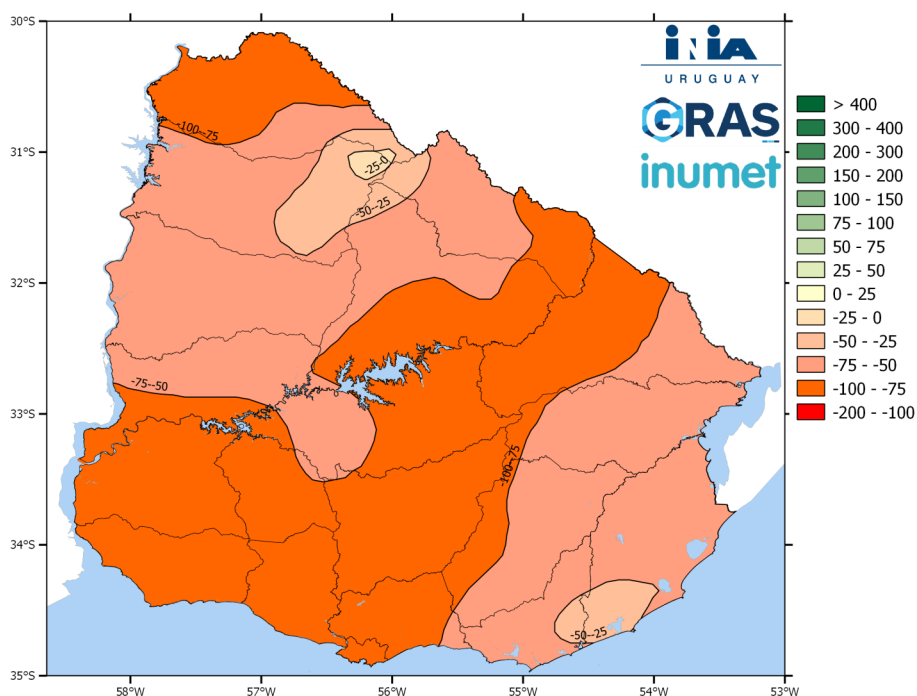 30°S
31°S
32°S
33°S
34°S
35°S
58°W
57°W
56°W
55°W
54°W
53°W
-100--75
-25-0
-50--25
-75--50
-100--75
-50--25
iNiA
URUGUAY
GRAS
inumet
> 400
300 - 400
200 - 300
150 - 200
100 - 150
75 - 100
50 - 75
25 - 50
0 - 25
-25 - 0
-50 - -25
-75 - -50
-100 - -75
-200 - -100